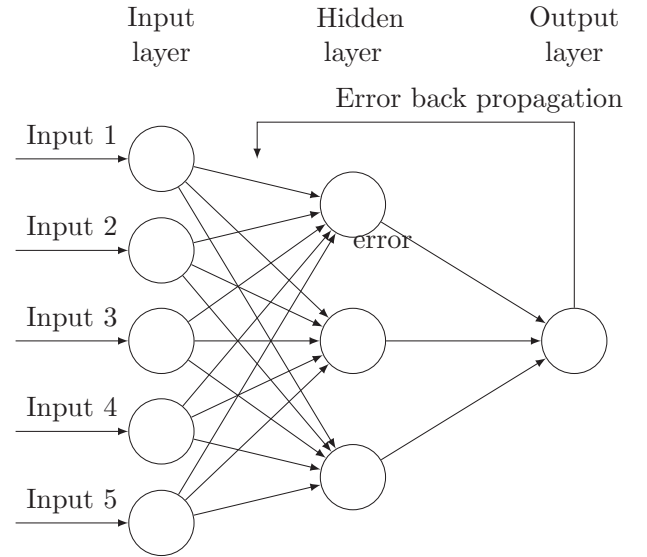 Input
layer
Hidden
layer
Output
layer
Error back propagation
Input 1
Input 2
error
Input 3
Input 4
Input 5